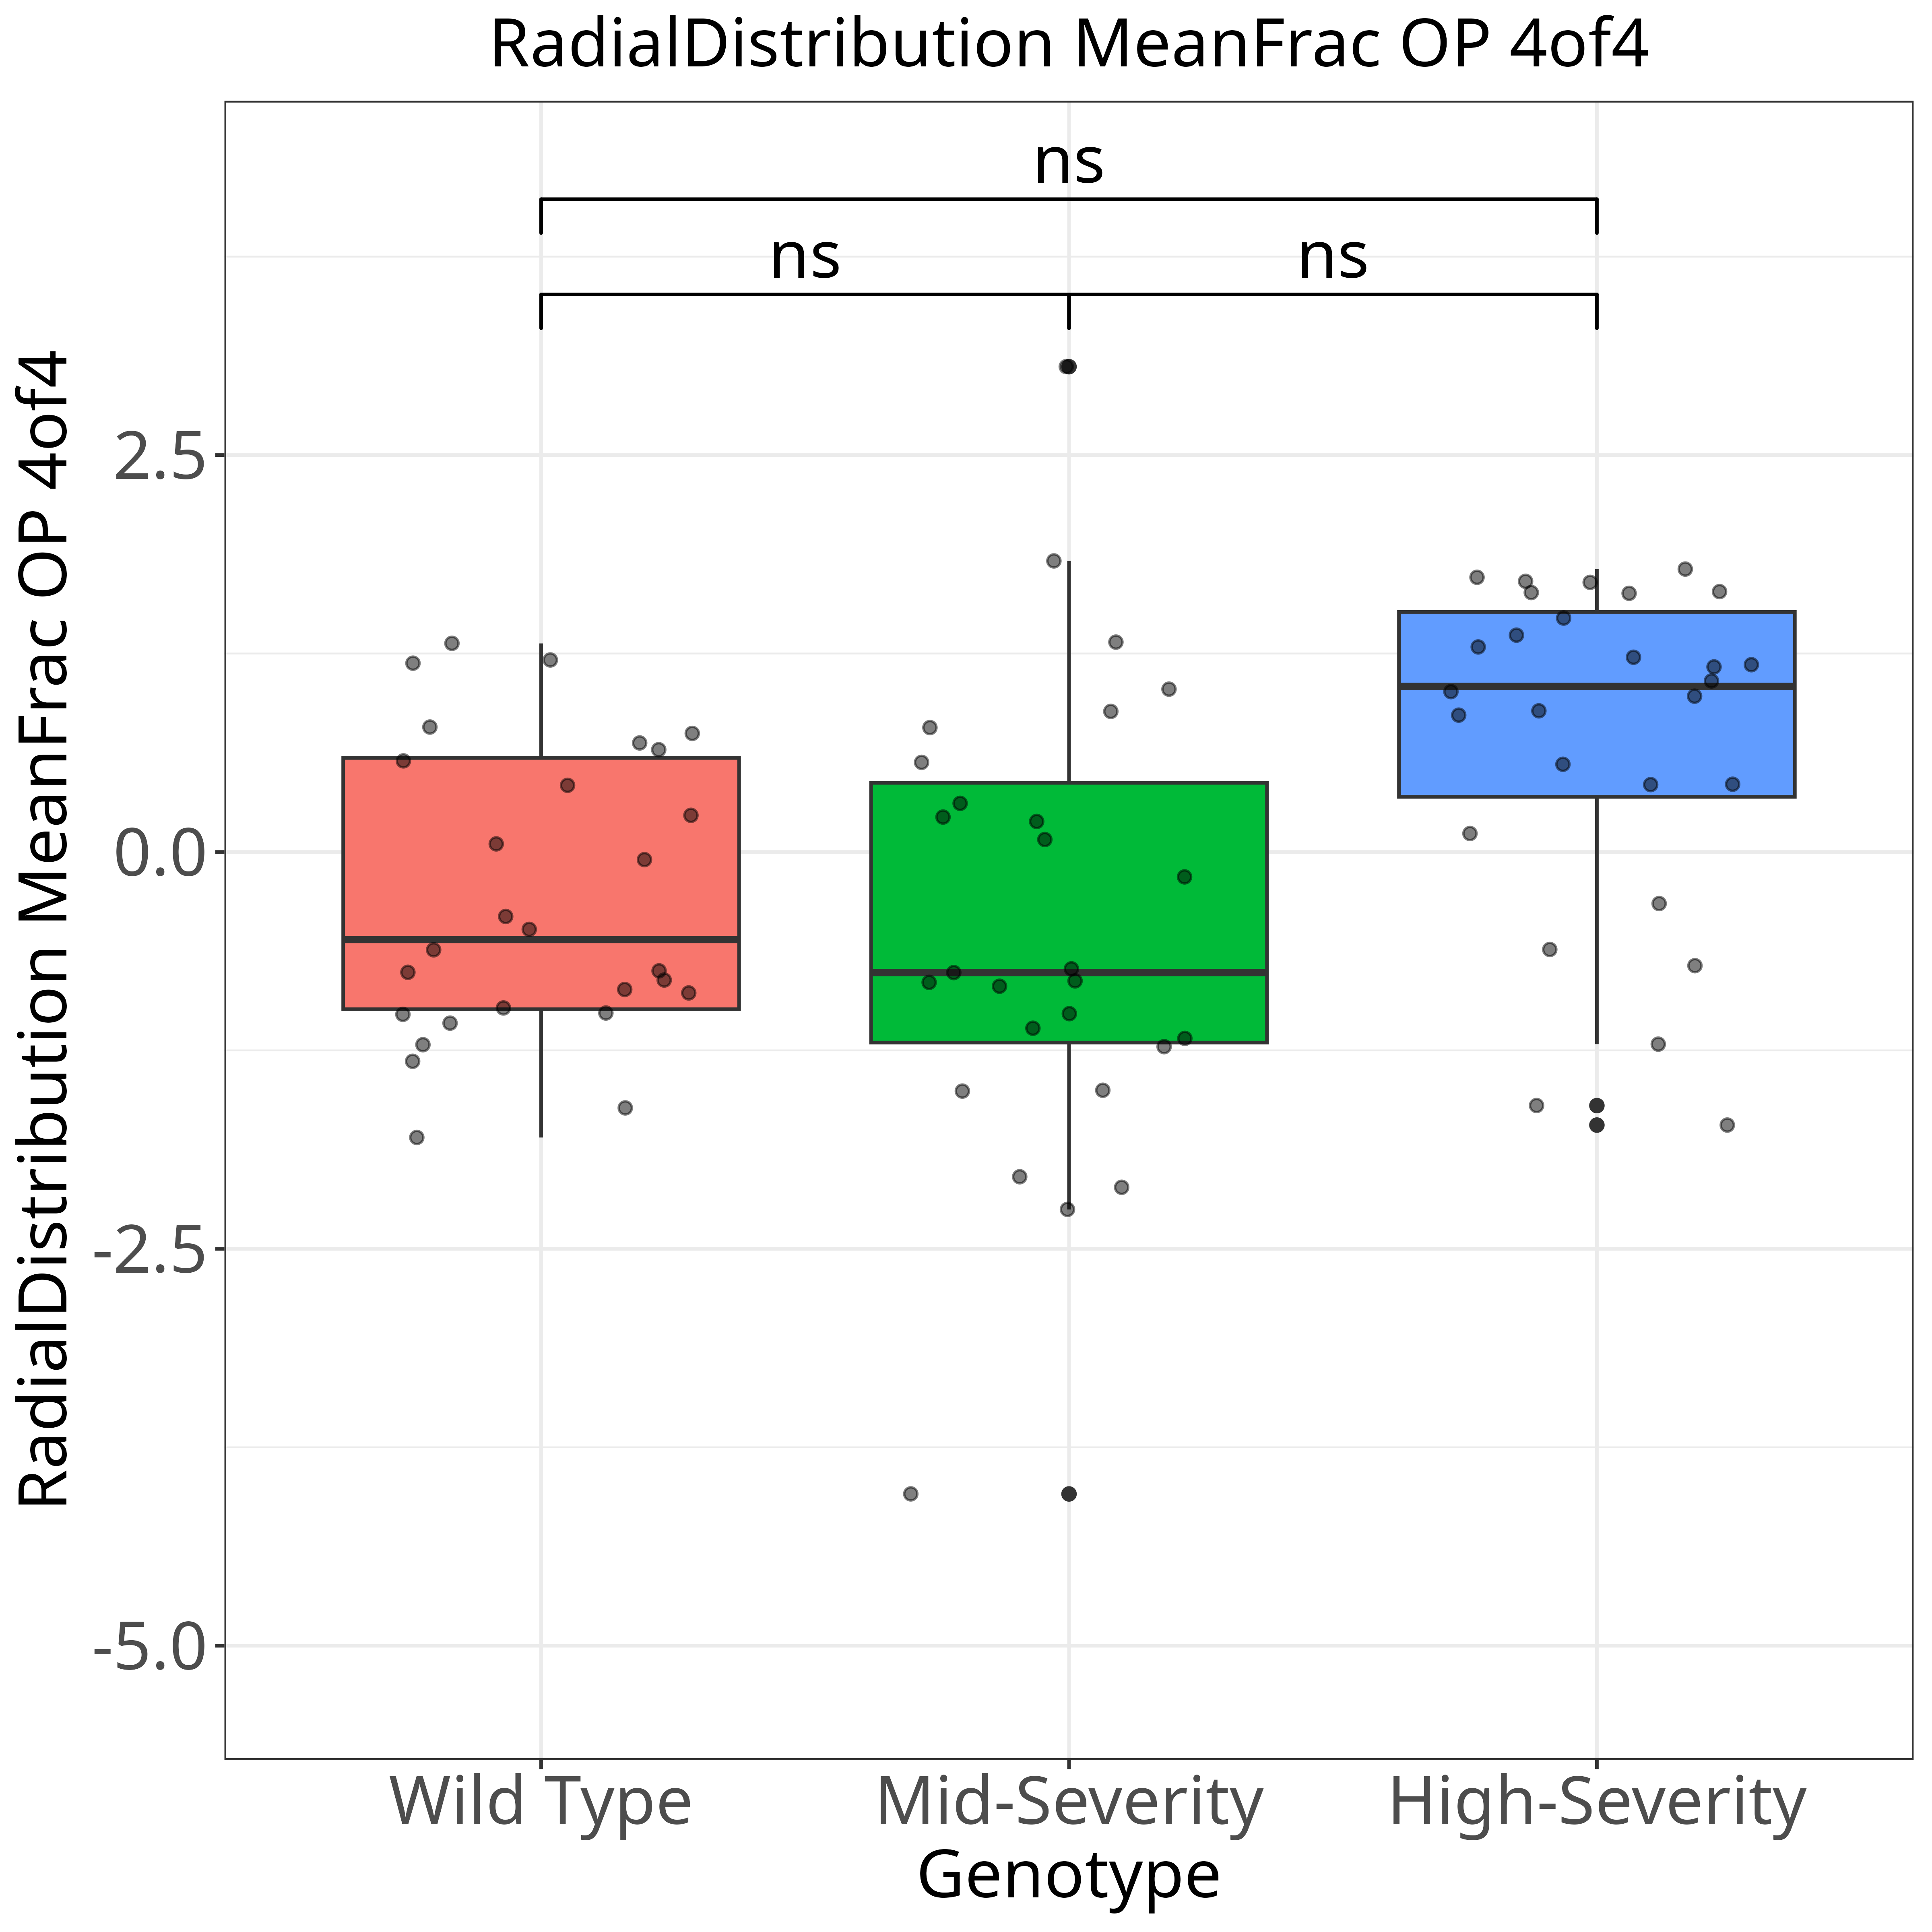 RadialDistribution MeanFrac OP 4of4
ns
ns
ns
RadialDistribution MeanFrac OP 4of4
2.5
0.0
-2.5
-5.0
Wild Type
Mid-Severity
High-Severity
Genotype